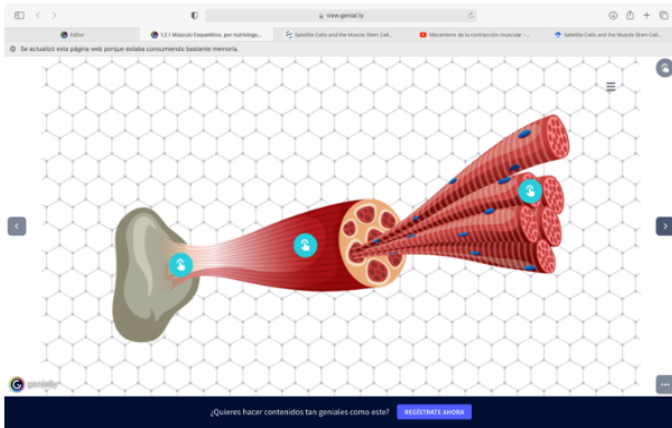 view.genial.ly
Editor
1.2.1 Músculo Esquelético. por nutriólogo...
Satellite Cells and the Muscle Stem Cell...
Mecanismo de la contracción muscular –...
Satellite Cells and the Muscle Stem Cell...
Se actualizó esta página web porque estaba consumiendo bastante memoria.
genially
¿Quieres hacer contenidos tan geniales como este? REGÍSTRATE AHORA